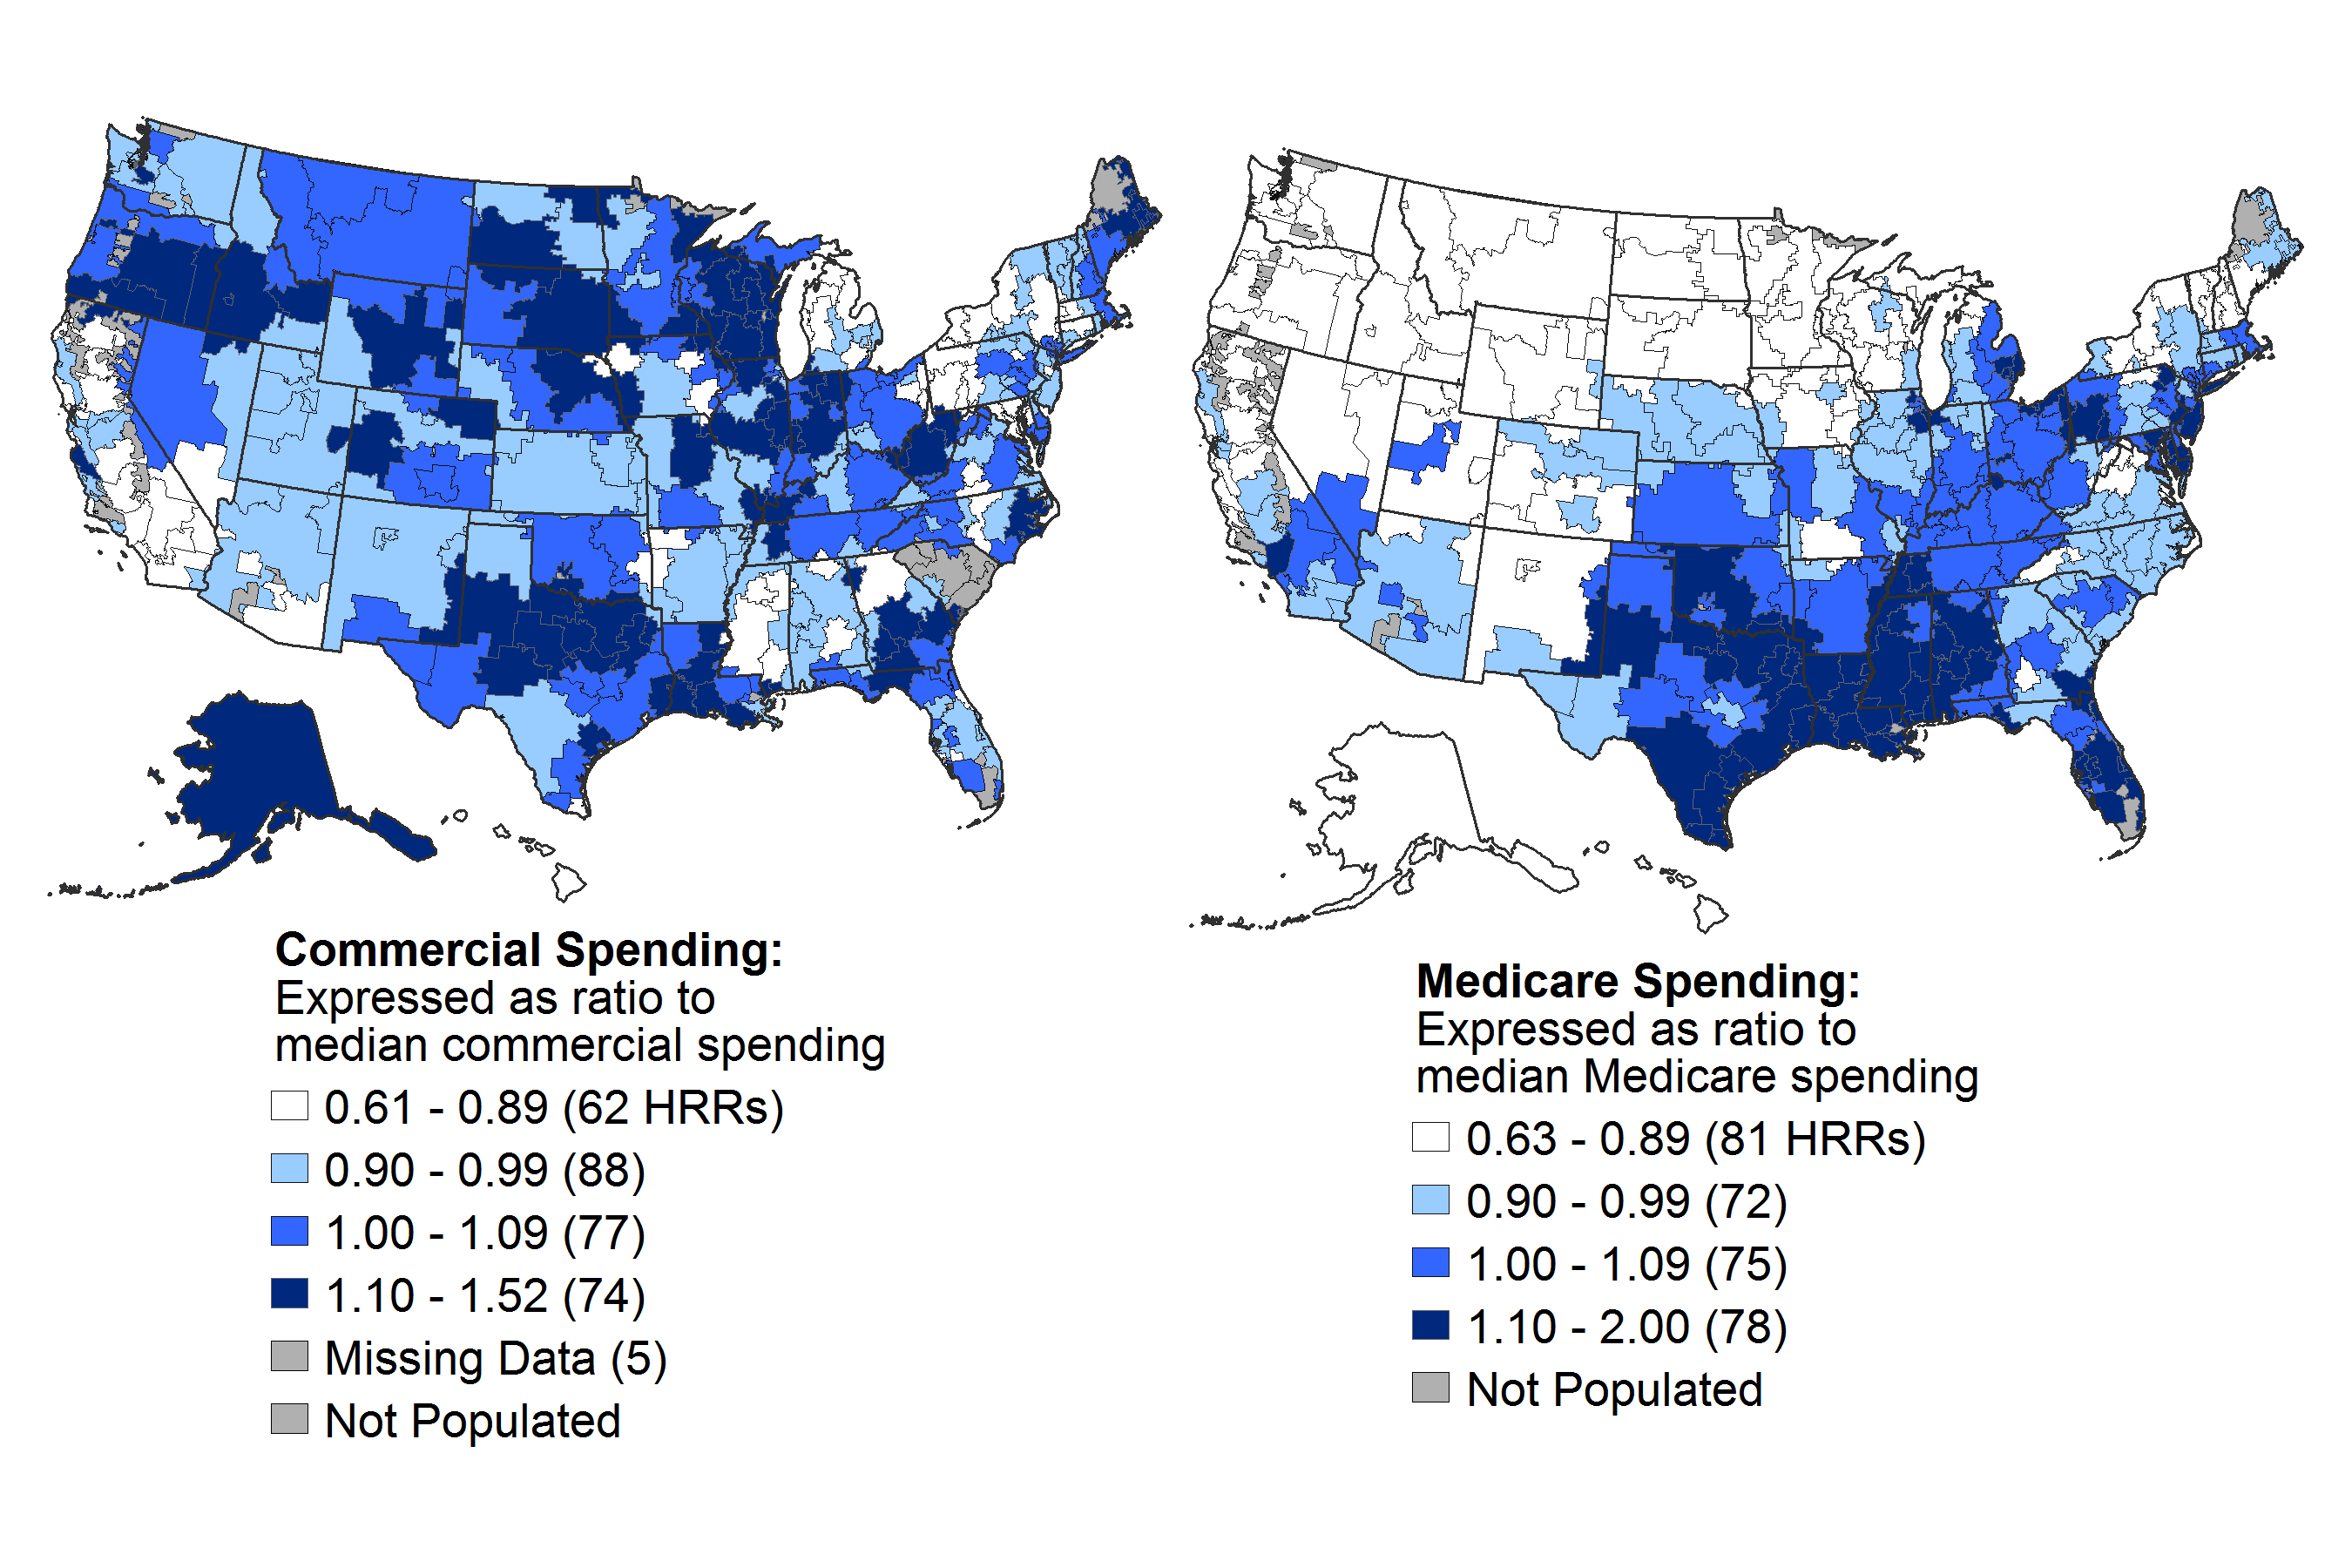 Commercial Spending:
Expressed as ratio to
median commercial spending
0.61 - 0.89 (62 HRRs)
0.90 - 0.99 (88)
1.00 - 1.09 (77)
1.10 - 1.52 (74)
Missing Data (5)
Not Populated
Medicare Spending:
Expressed as ratio to
median Medicare spending
0.63 - 0.89 (81 HRRs)
0.90 - 0.99 (72)
1.00 - 1.09 (75)
1.10 - 2.00 (78)
Not Populated